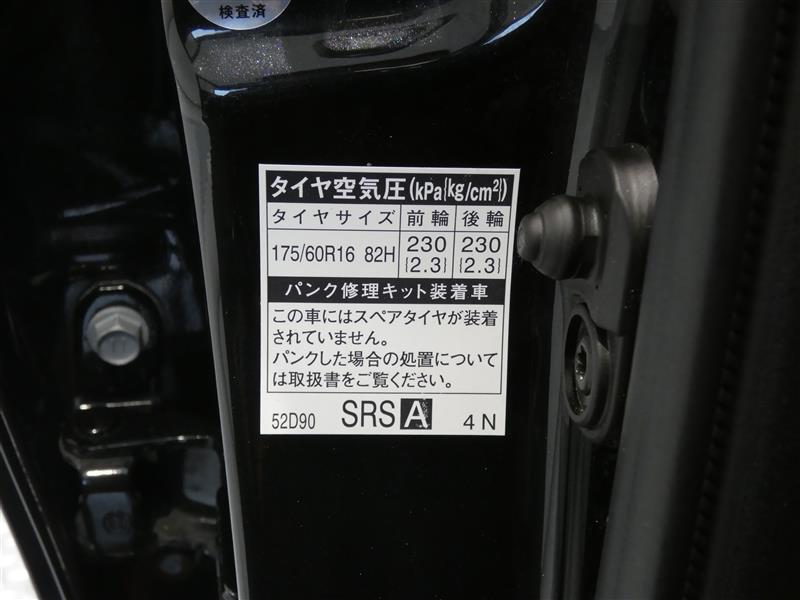 検査済
タイヤ空気圧(kPa{kg/cm²})
タイヤサイズ 前輪 後輪
175/60R16 82H 230 {2.3} 230 {2.3}
パンク修理キット装着車
この車にはスペアタイヤが装着
されていません。
パンクした場合の処置について
は取扱書をご覧ください。
52D90 SRS A 4N